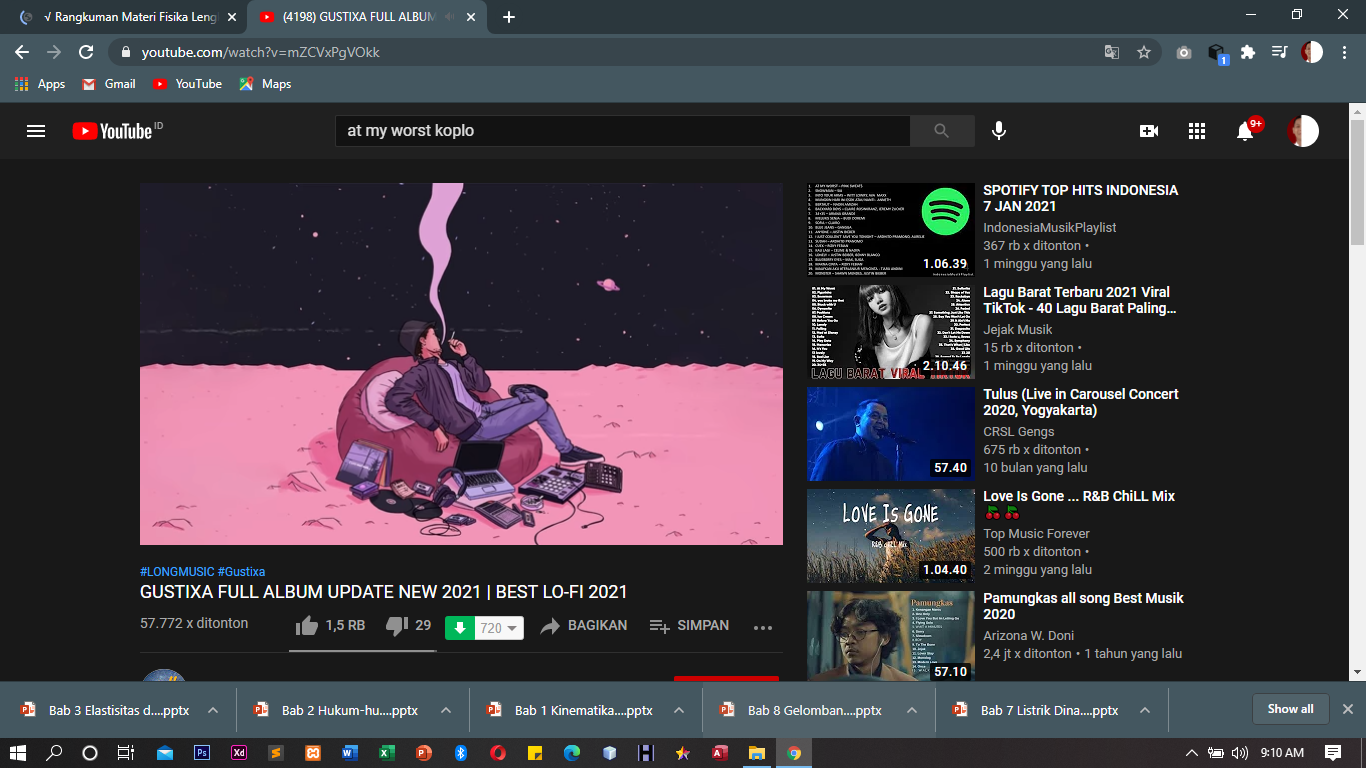 √ Rangkuman Materi Fisika Leng
(4198) GUSTIXA FULL ALBUM
youtube.com/watch?v=mZCVxPgVOkk
1
Apps
Gmail
YouTube
Maps
YouTube ID
at my worst koplo
9+
1.06.39
SPOTIFY TOP HITS INDONESIA
7 JAN 2021
IndonesiaMusikPlaylist
367 rb x ditonton •
1 minggu yang lalu
LAGU BARAT VIRAL
2.10.46
Lagu Barat Terbaru 2021 Viral
TikTok - 40 Lagu Barat Paling...
Jejak Musik
15 rb x ditonton •
1 minggu yang lalu
57.40
Tulus (Live in Carousel Concert
2020, Yogyakarta)
CRSL Gengs
675 rb x ditonton •
10 bulan yang lalu
LOVE IS GONE
R&B CHILL MIX
1.04.40
Love Is Gone ... R&B ChiLL Mix
🍒 🍒
Top Music Forever
500 rb x ditonton •
2 minggu yang lalu
Pamungkas
57.10
Pamungkas all song Best Musik
2020
Arizona W. Doni
2,4 jt x ditonton • 1 tahun yang lalu
#LONGMUSIC #Gustixa
GUSTIXA FULL ALBUM UPDATE NEW 2021 | BEST LO-FI 2021
57.772 x ditonton
1,5 RB
29
720
BAGIKAN
SIMPAN
Bab 3 Elastisitas d....pptx
Bab 2 Hukum-hu....pptx
Bab 1 Kinematika....pptx
Bab 8 Gelomban....pptx
Bab 7 Listrik Dina....pptx
Show all
Ps
Xd
9:10 AM